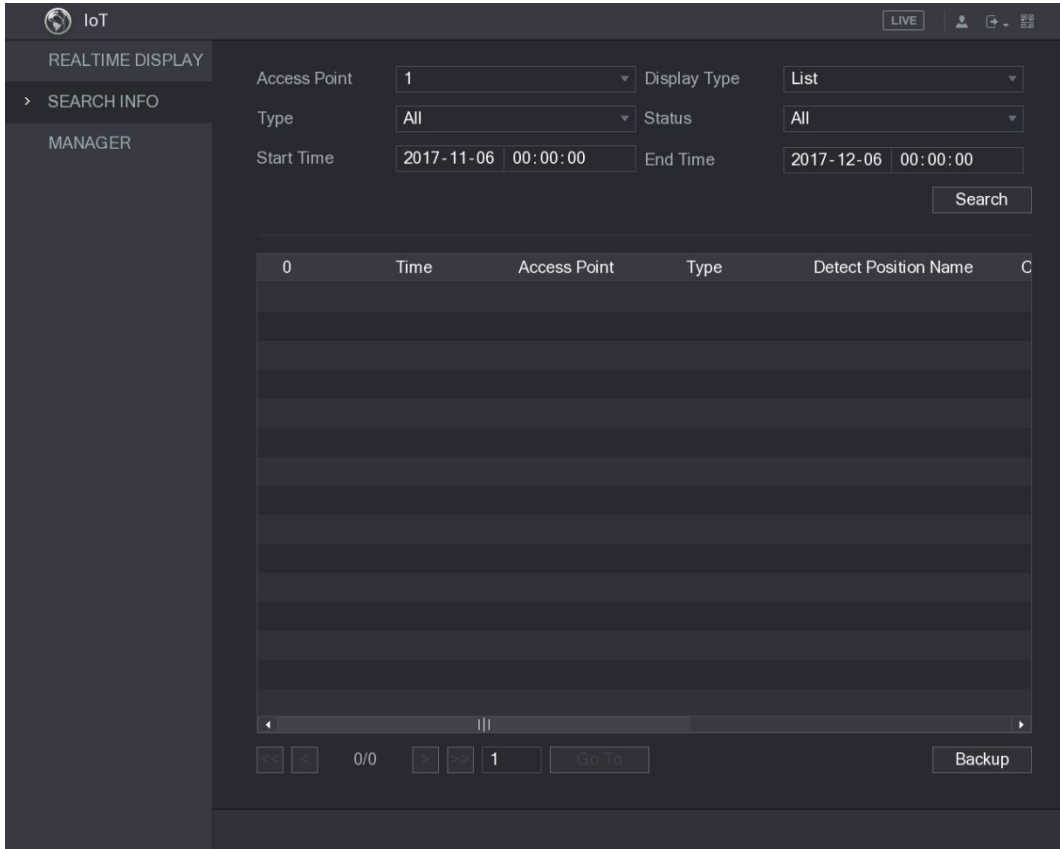 IoT
LIVE
REALTIME DISPLAY
> SEARCH INFO
MANAGER
Access Point 1 Display Type List
Type All Status All
Start Time 2017-11-06 00:00:00 End Time 2017-12-06 00:00:00
Search
0 Time Access Point Type Detect Position Name C
<< < 0/0 > >> 1 Go To Backup